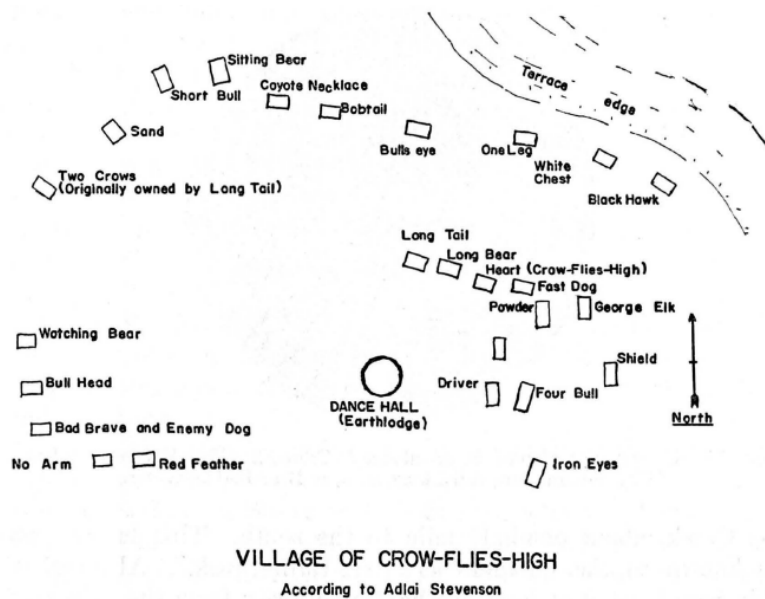 Sitting Bear
Short Bull
Coyote Necklace
Bobtail
Terrace
edge
Sand
Bulls eye
One Leg
White
Chest
Two Crows
(Originally owned by Long Tail)
Black Hawk
Long Tail
Long Bear
Heart (Crow-Flies-High)
Fast Dog
Powder
George Elk
Watching Bear
Shield
Bull Head
Driver
Four Bull
DANCE HALL
(Earthlodge)
North
Bad Brave and Enemy Dog
No Arm
Red Feather
Iron Eyes
VILLAGE OF CROW-FLIES-HIGH
According to Adlai Stevenson